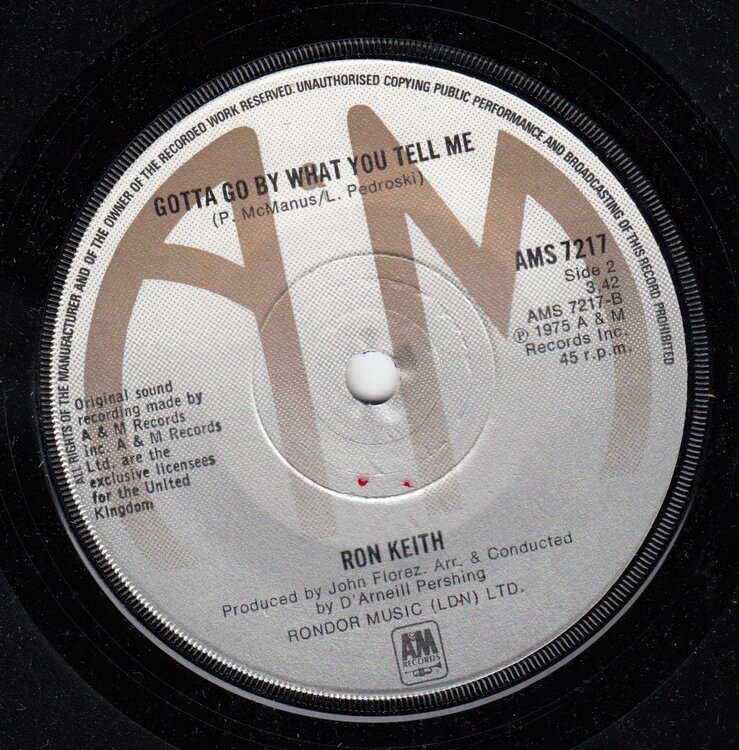 ALL RIGHTS OF THE MANUFACTURER AND OF THE OWNER OF THE RECORDED WORK RESERVED. UNAUTHORISED COPYING PUBLIC PERFORMANCE AND BROADCASTING OF THIS RECORD PROHIBITED
GOTTA GO BY WHAT YOU TELL ME
(P. McManus/L. Pedroski)
AMS 7217
Side 2
3.42
AMS 7217-B
℗ 1975 A & M
Records Inc.
45 r.p.m.
Original sound
recording made by
A & M Records
inc. A & M Records
Ltd. are the
exclusive licensees
for the United
Kingdom
RON KEITH
Produced by John Florez. Arr. & Conducted
by D'Arneill Pershing
RONDOR MUSIC (LDN) LTD.
AM
RECORDS